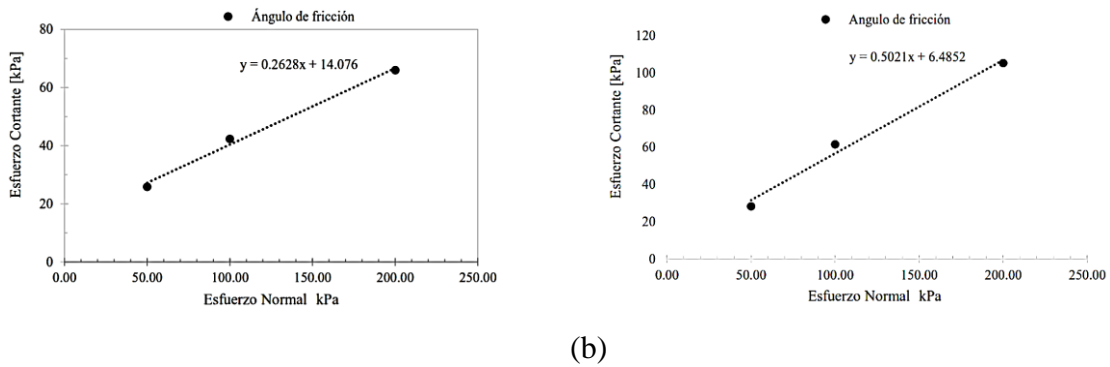 Ángulo de fricción
80
60
40
20
0
Esfuerzo Cortante [kPa]
y = 0.2628x + 14.076
0.00 50.00 100.00 150.00 200.00 250.00
Esfuerzo Normal kPa
Angulo de fricción
120
100
80
60
40
20
0
Esfuerzo Cortante [kPa]
y = 0.5021x + 6.4852
0.00 50.00 100.00 150.00 200.00 250.00
Esfuerzo Normal kPa
(b)